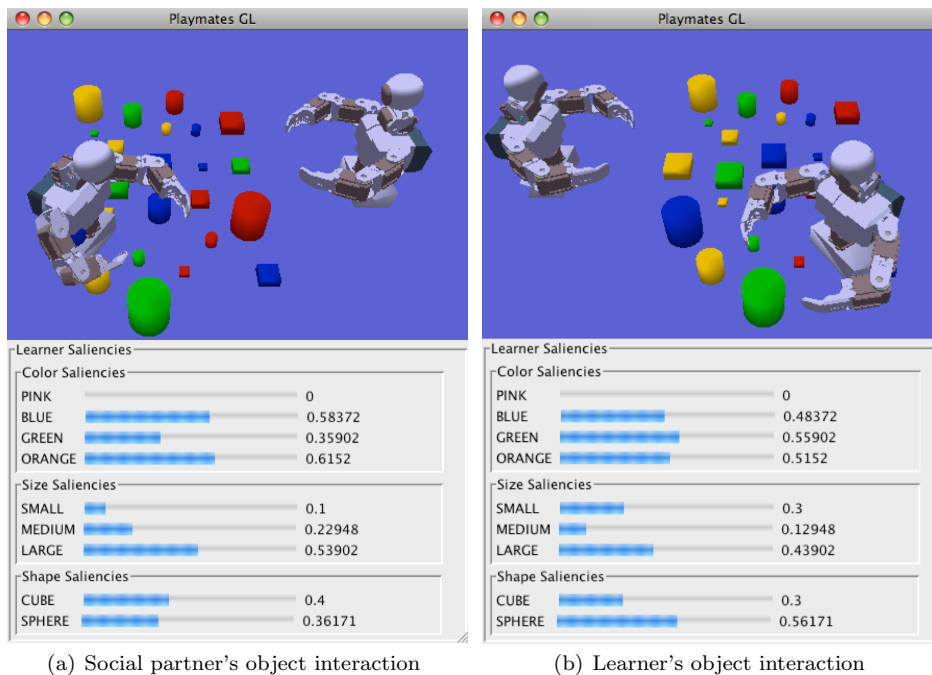 Playmates GL
Learner Saliencies
Color Saliencies
PINK 0
BLUE 0.58372
GREEN 0.35902
ORANGE 0.6152
Size Saliencies
SMALL 0.1
MEDIUM 0.22948
LARGE 0.53902
Shape Saliencies
CUBE 0.4
SPHERE 0.36171
(a) Social partner's object interaction
Playmates GL
Learner Saliencies
Color Saliencies
PINK 0
BLUE 0.48372
GREEN 0.55902
ORANGE 0.5152
Size Saliencies
SMALL 0.3
MEDIUM 0.12948
LARGE 0.43902
Shape Saliencies
CUBE 0.3
SPHERE 0.56171
(b) Learner's object interaction